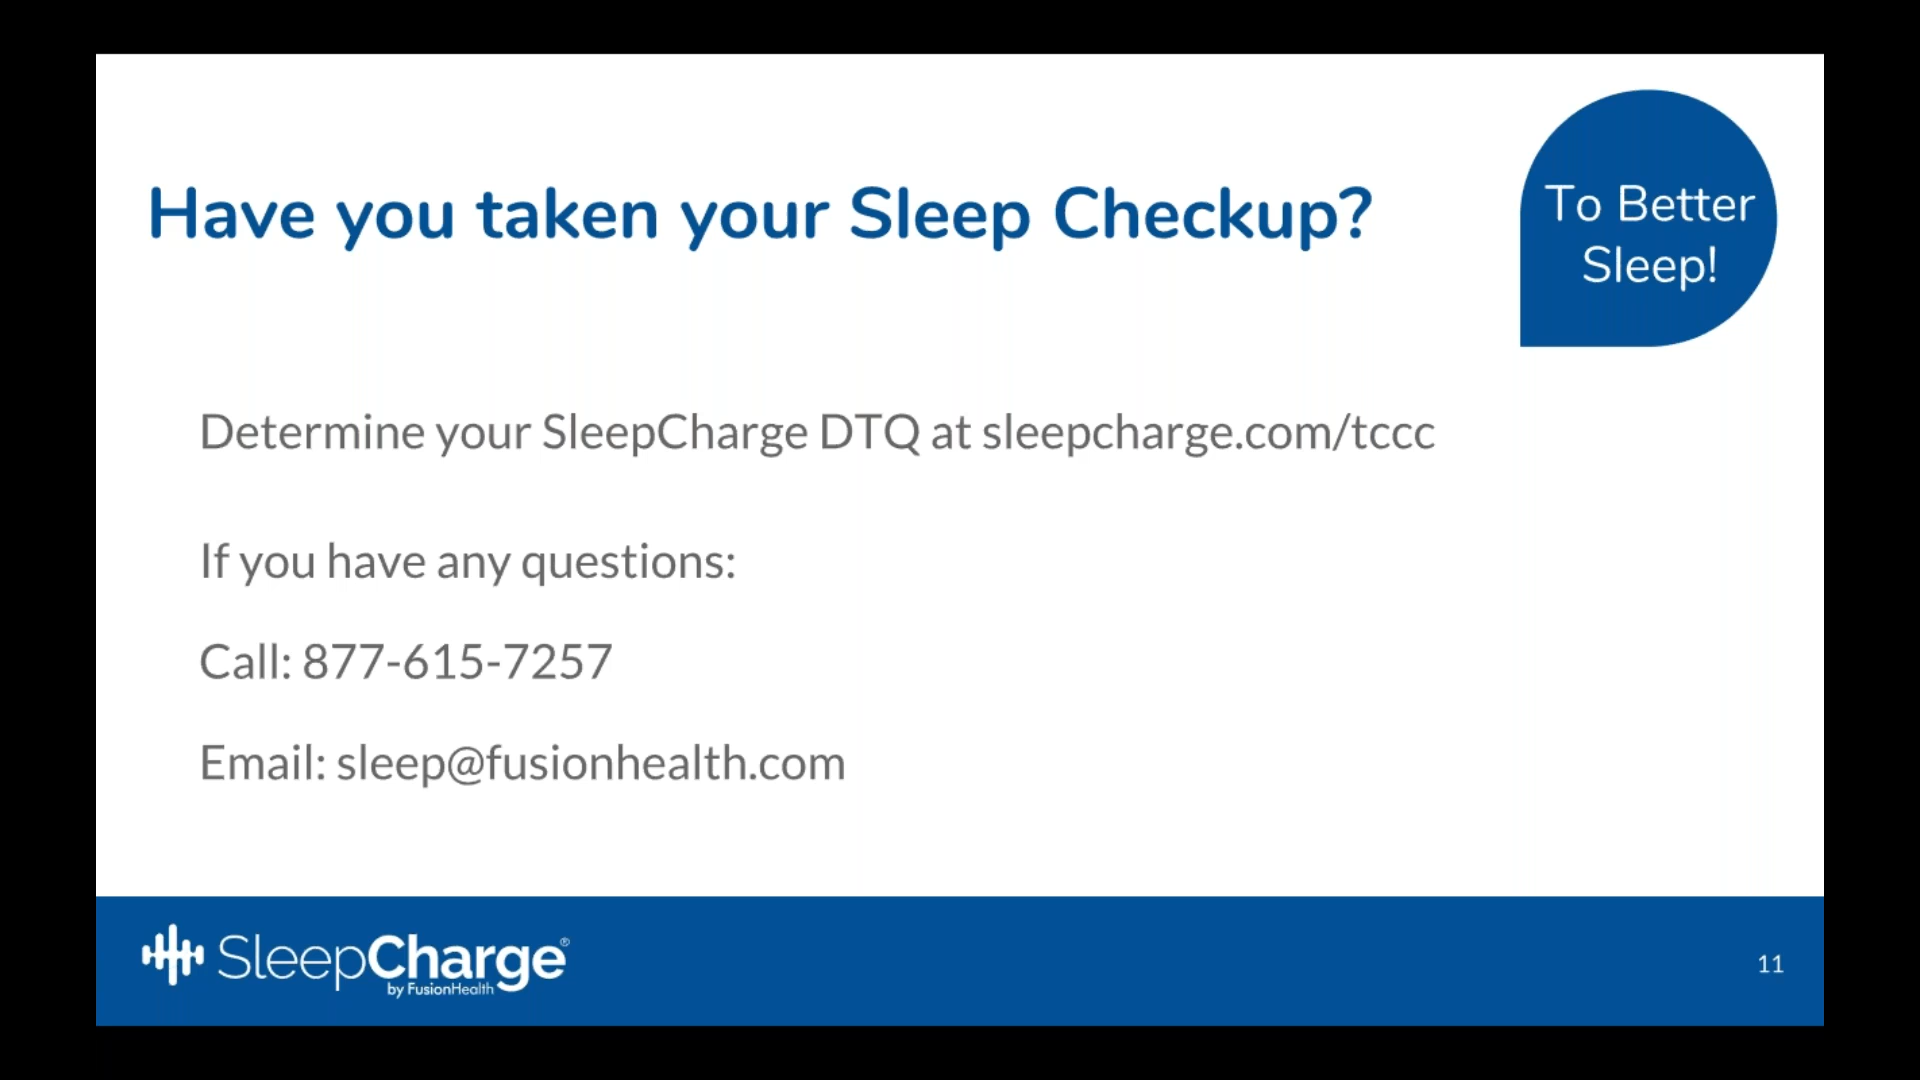 To Better
Sleep!
Have you taken your Sleep Checkup?
Determine your SleepCharge DTQ at sleepcharge.com/tccc
If you have any questions:
Call: 877-615-7257
Email: sleep@fusionhealth.com
SleepCharge®
by FusionHealth
11